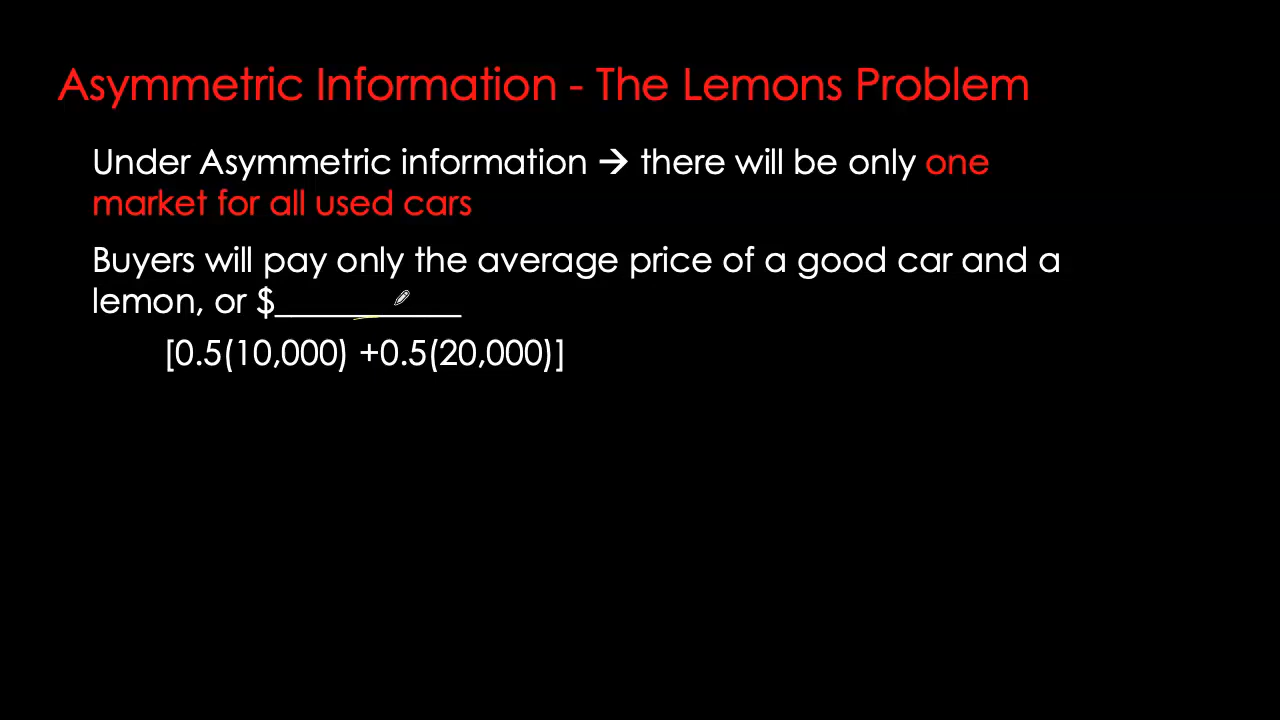 Asymmetric Information - The Lemons Problem
Under Asymmetric information → there will be only one
market for all used cars
Buyers will pay only the average price of a good car and a
lemon, or $__________
[0.5(10,000) +0.5(20,000)]